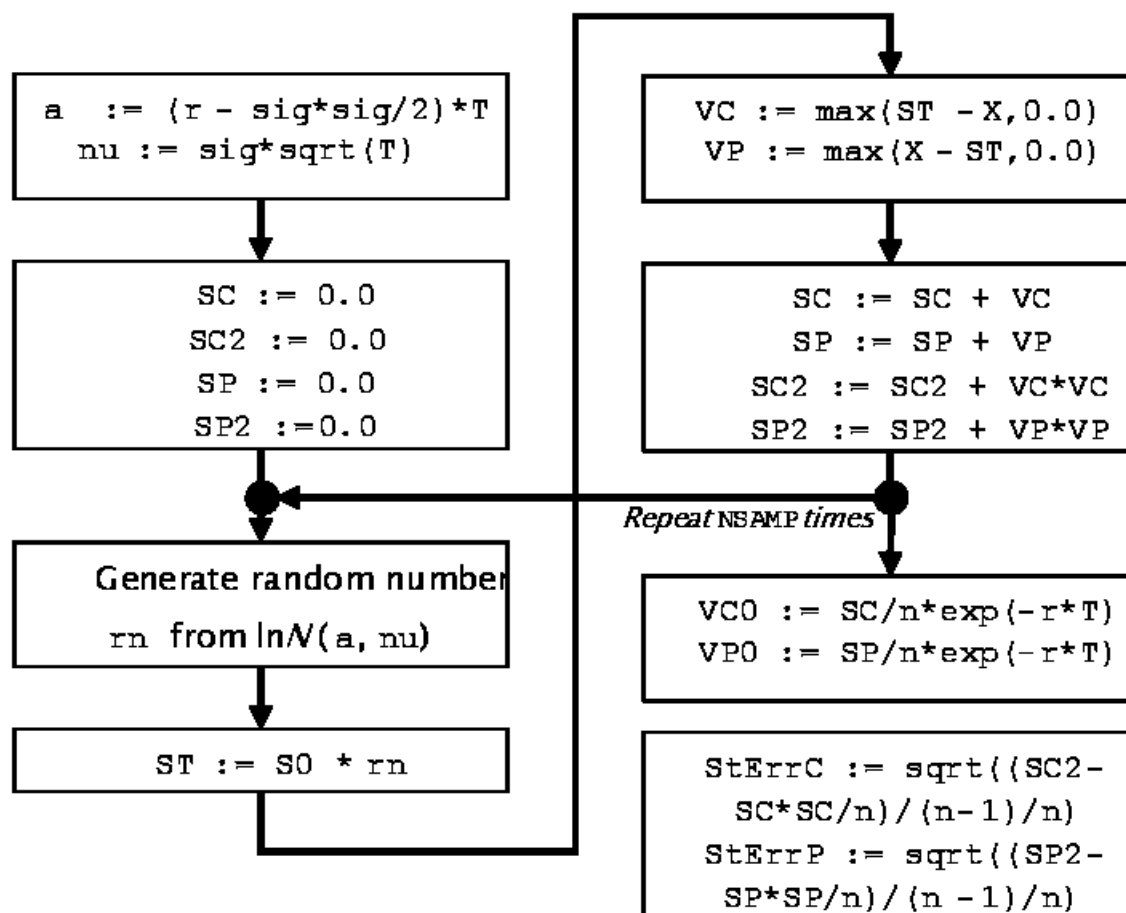 a := (r - sig*sig/2)*T
nu := sig*sqrt(T)
SC := 0.0
SC2 := 0.0
SP := 0.0
SP2 :=0.0
Generate random number
rn from lnN(a, nu)
ST := S0 * rn
VC := max(ST - X,0.0)
VP := max(X - ST,0.0)
SC := SC + VC
SP := SP + VP
SC2 := SC2 + VC*VC
SP2 := SP2 + VP*VP
Repeat NSAMP times
VC0 := SC/n*exp(-r*T)
VP0 := SP/n*exp(-r*T)
StErrC := sqrt((SC2-
SC*SC/n)/(n-1)/n)
StErrP := sqrt((SP2-
SP*SP/n)/(n -1)/n)